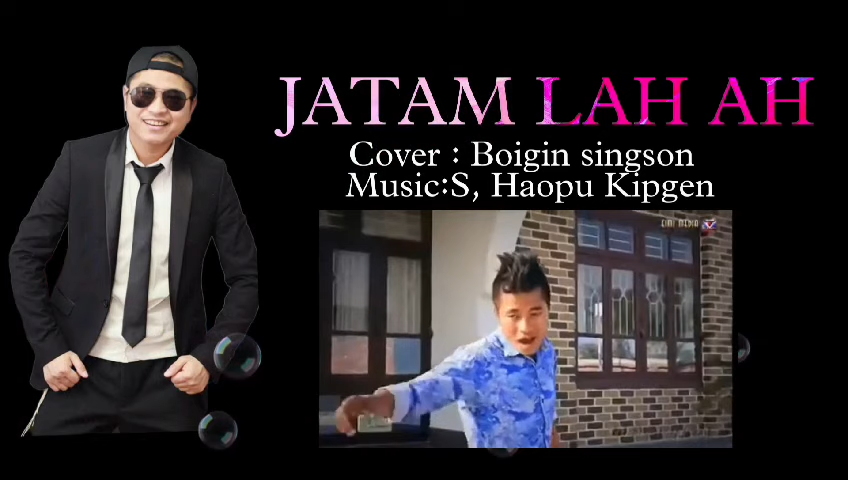 JATAM LAH AH
Cover : Boigin singson
Music:S, Haopu Kipgen